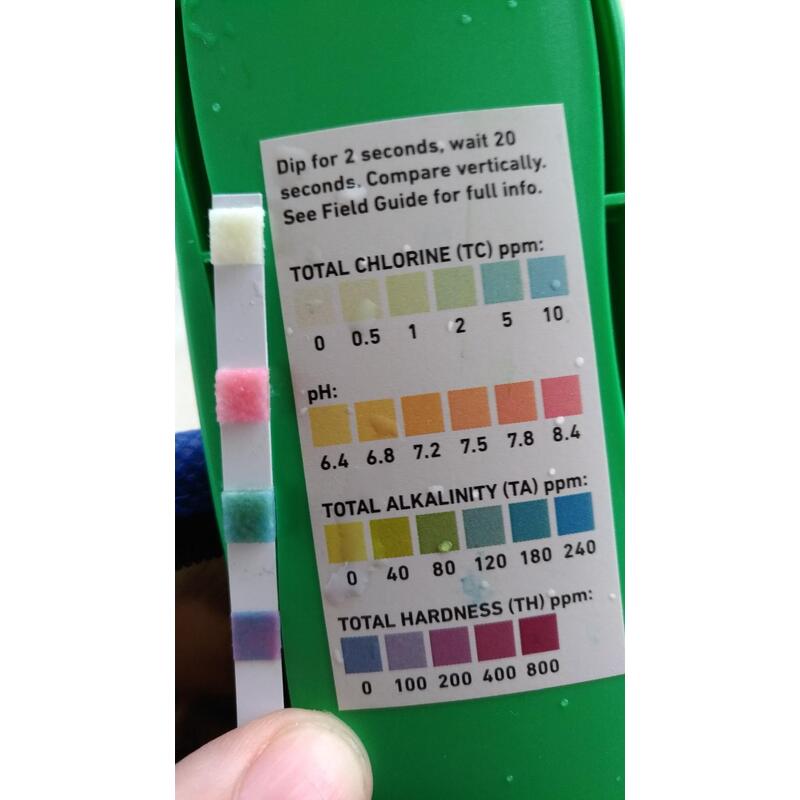 Dip for 2 seconds, wait 20
seconds. Compare vertically.
See Field Guide for full info.
TOTAL CHLORINE (TC) ppm:
0 0.5 1 2 5 10
pH:
6.4 6.8 7.2 7.5 7.8 8.4
TOTAL ALKALINITY (TA) ppm:
0 40 80 120 180 240
TOTAL HARDNESS (TH) ppm:
0 100 200 400 800